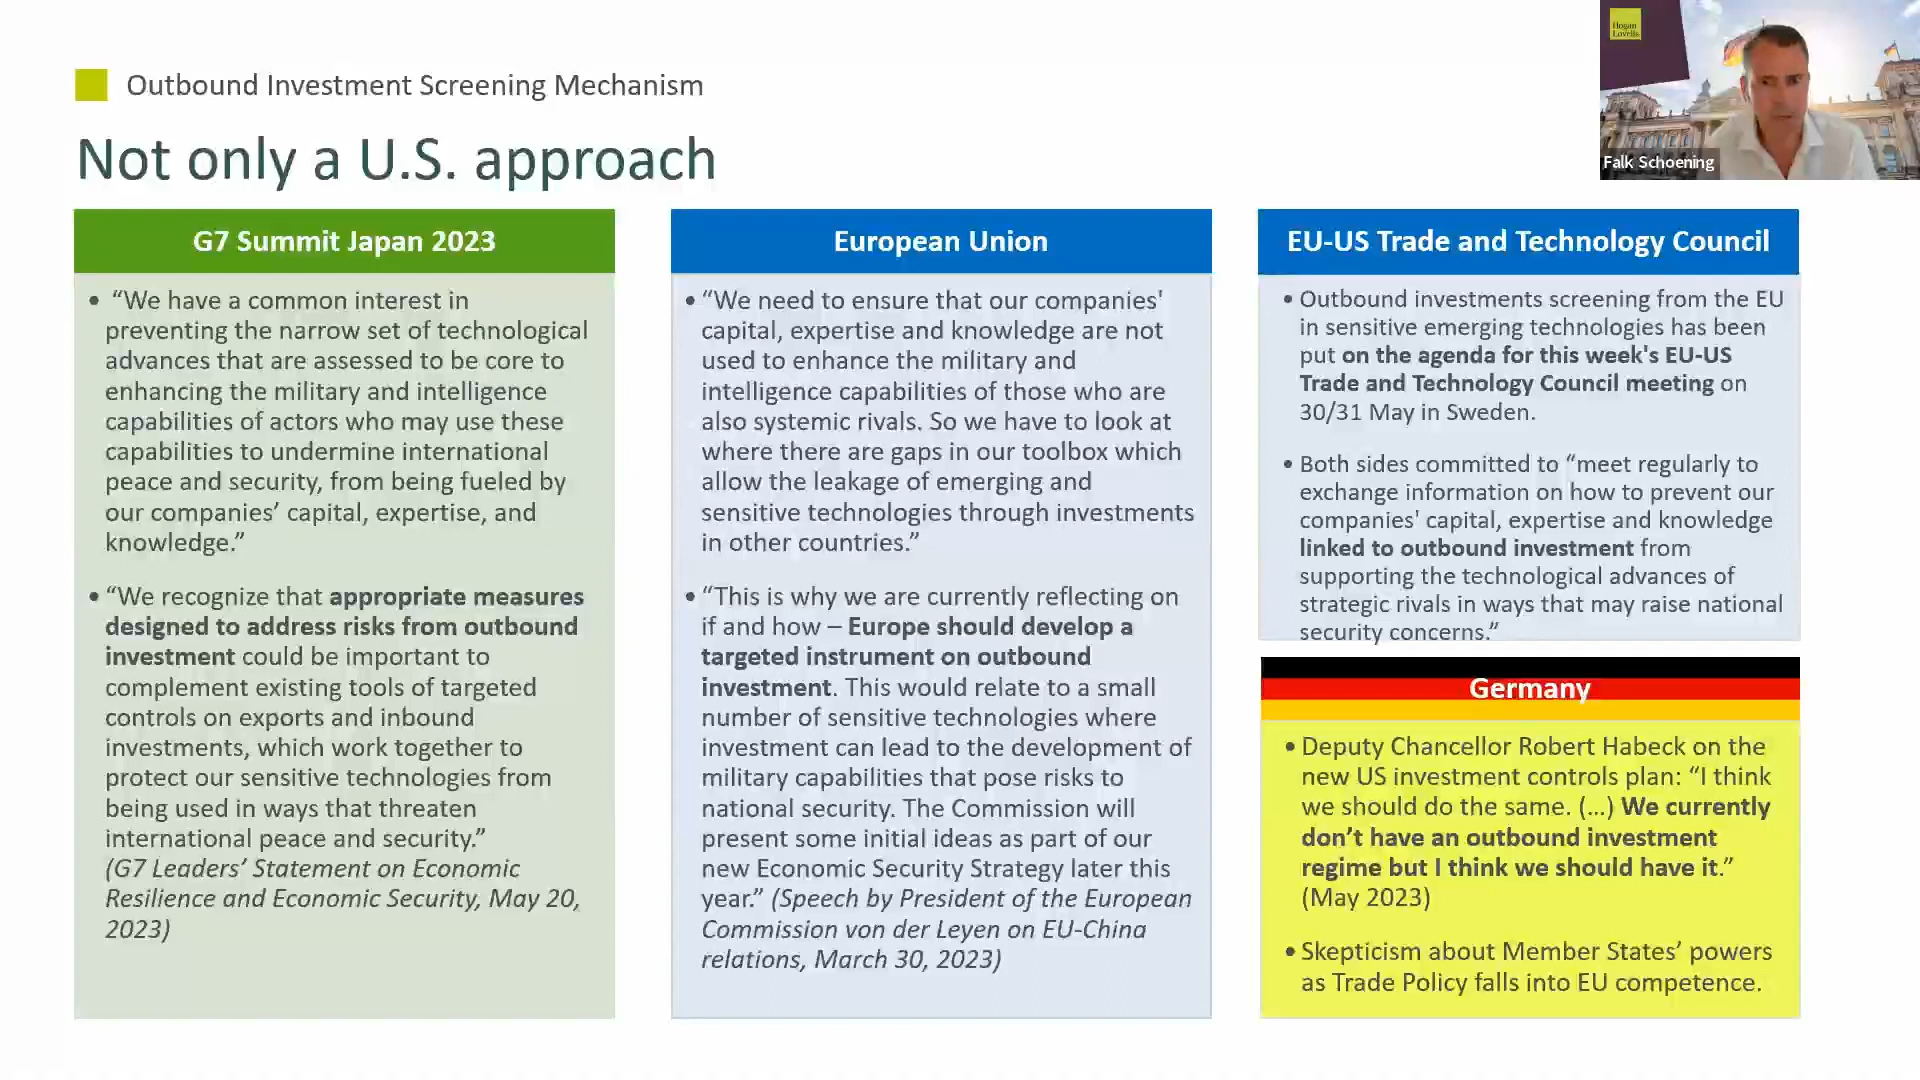 Outbound Investment Screening Mechanism
Not only a U.S. approach
Hogan
Lovells
Falk Schoening
G7 Summit Japan 2023
• “We have a common interest in
preventing the narrow set of technological
advances that are assessed to be core to
enhancing the military and intelligence
capabilities of actors who may use these
capabilities to undermine international
peace and security, from being fueled by
our companies’ capital, expertise, and
knowledge.”
• “We recognize that appropriate measures
designed to address risks from outbound
investment could be important to
complement existing tools of targeted
controls on exports and inbound
investments, which work together to
protect our sensitive technologies from
being used in ways that threaten
international peace and security.”
(G7 Leaders’ Statement on Economic
Resilience and Economic Security, May 20,
2023)
European Union
• “We need to ensure that our companies'
capital, expertise and knowledge are not
used to enhance the military and
intelligence capabilities of those who are
also systemic rivals. So we have to look at
where there are gaps in our toolbox which
allow the leakage of emerging and
sensitive technologies through investments
in other countries.”
• “This is why we are currently reflecting on
if and how – Europe should develop a
targeted instrument on outbound
investment. This would relate to a small
number of sensitive technologies where
investment can lead to the development of
military capabilities that pose risks to
national security. The Commission will
present some initial ideas as part of our
new Economic Security Strategy later this
year.” (Speech by President of the European
Commission von der Leyen on EU-China
relations, March 30, 2023)
EU-US Trade and Technology Council
• Outbound investments screening from the EU
in sensitive emerging technologies has been
put on the agenda for this week's EU-US
Trade and Technology Council meeting on
30/31 May in Sweden.
• Both sides committed to “meet regularly to
exchange information on how to prevent our
companies' capital, expertise and knowledge
linked to outbound investment from
supporting the technological advances of
strategic rivals in ways that may raise national
security concerns.”
Germany
• Deputy Chancellor Robert Habeck on the
new US investment controls plan: “I think
we should do the same. (…) We currently
don’t have an outbound investment
regime but I think we should have it.”
(May 2023)
• Skepticism about Member States’ powers
as Trade Policy falls into EU competence.